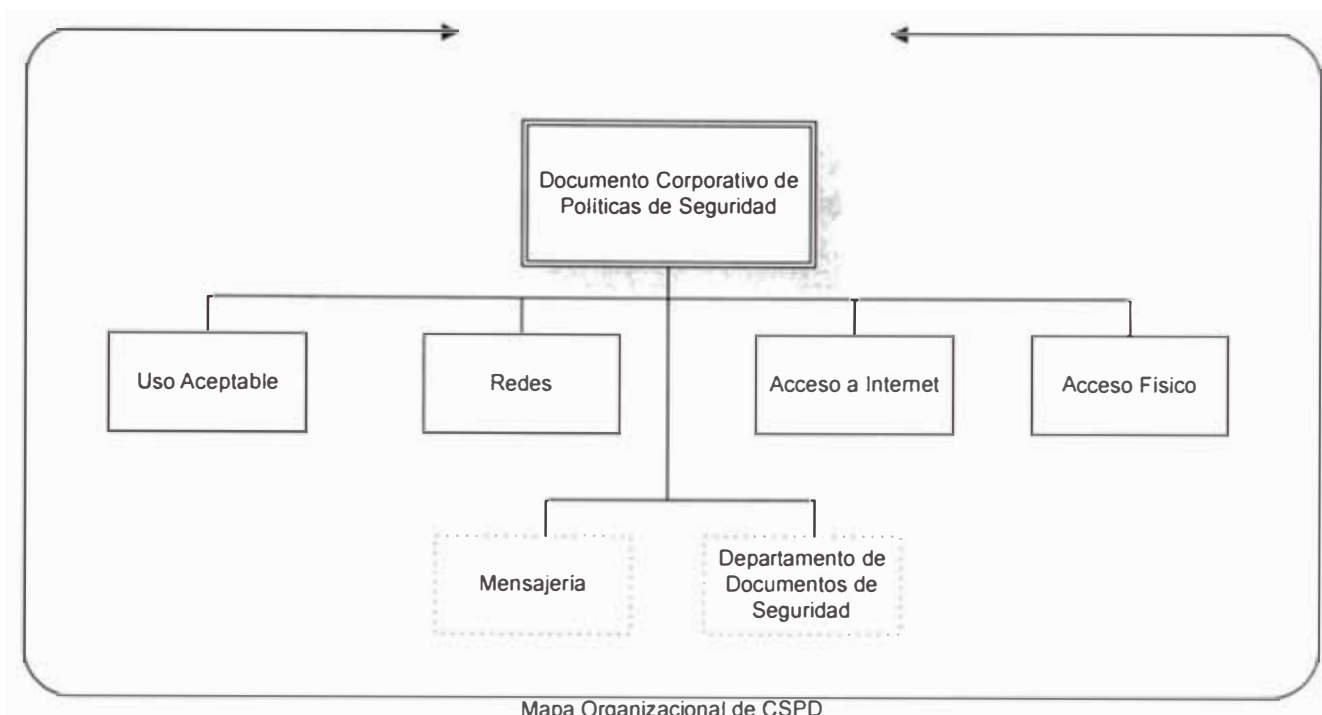 Documento Corporativo de
Políticas de Seguridad
Uso Aceptable
Redes
Acceso a Internet
Acceso Físico
Mensajería
Departamento de
Documentos de
Seguridad
Mapa Organizacional de CSPD